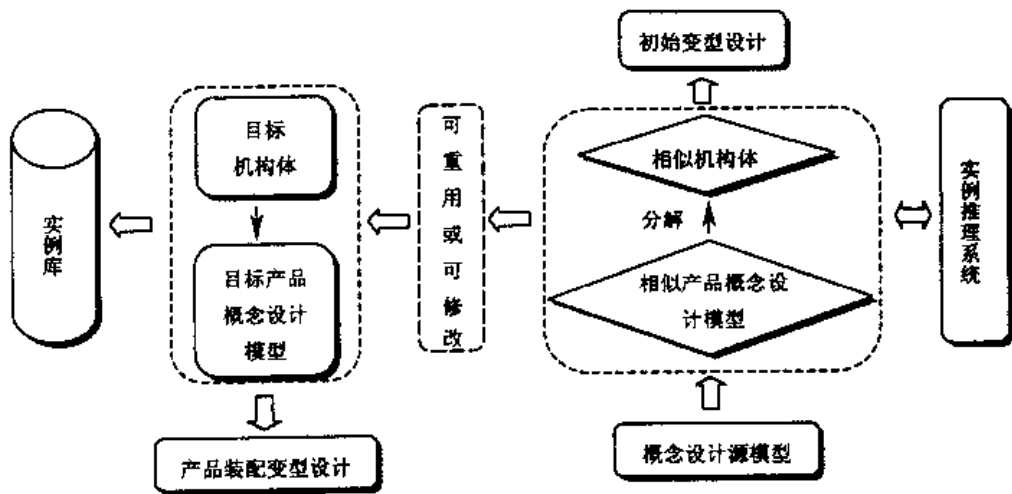 初始变型设计
目标
机构体
可重用或可修改
相似机构体
实例库
实例推理系统
分解
目标产品
概念设计
模型
相似产品概念设
计模型
产品装配变型设计
概念设计源模型